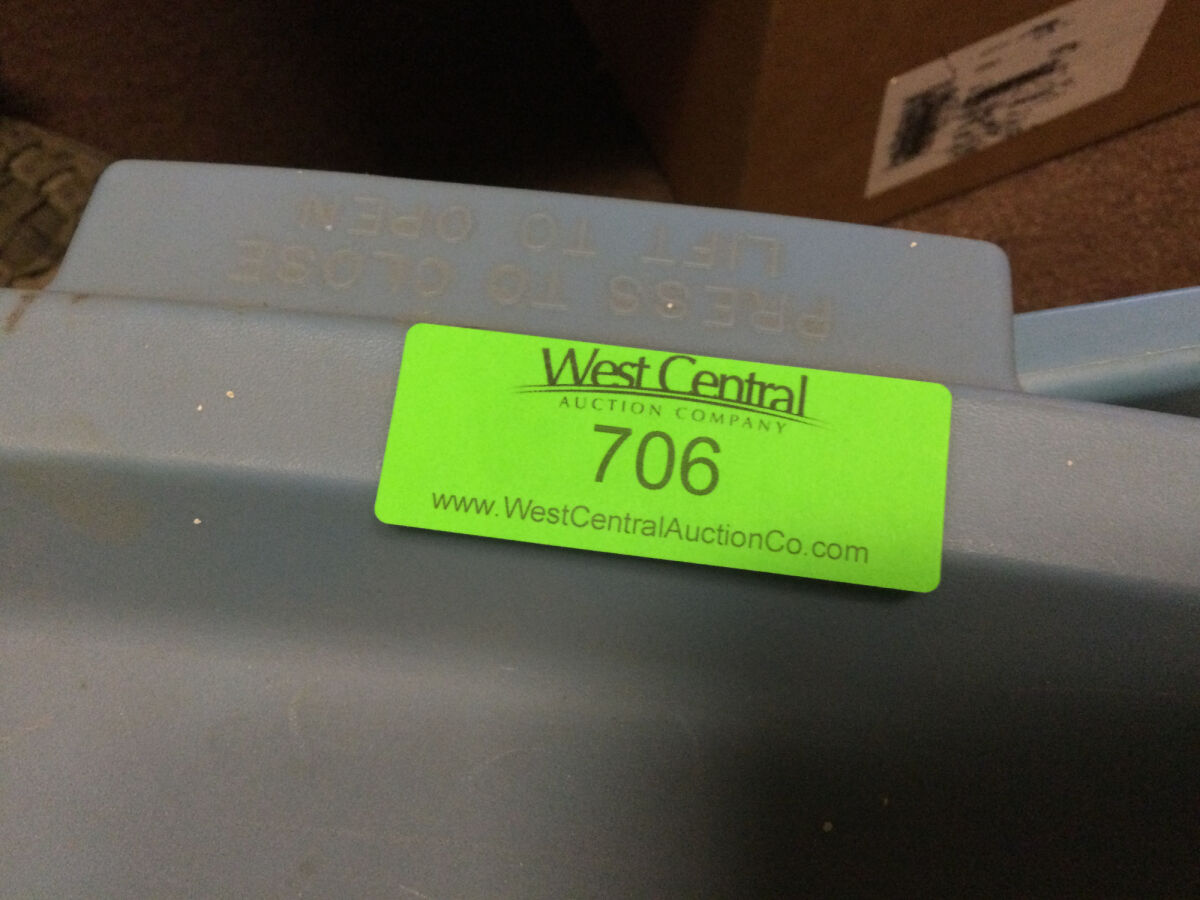 PRESS TO CLOSE
LIFT TO OPEN
West Central
AUCTION COMPANY
706
www.WestCentralAuctionCo.com